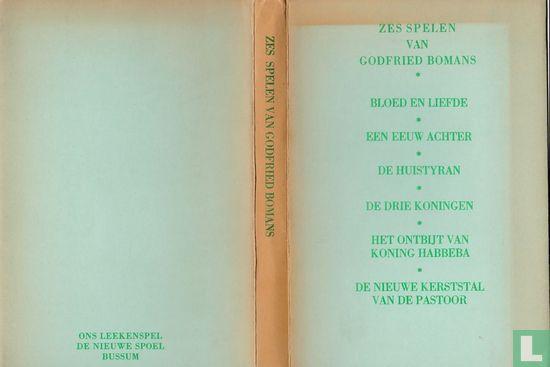 ZES SPELEN
VAN
GODFRIED BOMANS
*
BLOED EN LIEFDE
*
EEN EEUW ACHTER
*
DE HUISTYRAN
*
DE DRIE KONINGEN
*
HET ONTBIJT VAN
KONING HABBEBA
*
DE NIEUWE KERSTSTAL
VAN DE PASTOOR
ZES SPELEN VAN GODFRIED BOMANS
ONS LEEKENSPEL
DE NIEUWE SPOEL
BUSSUM
L